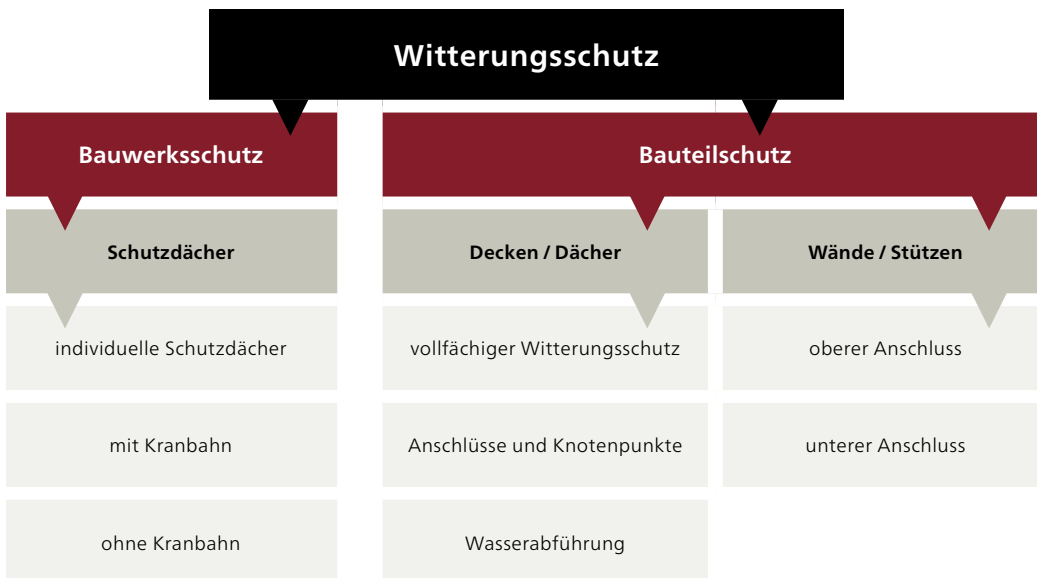 Witterungsschutz
Bauwerksschutz
Bauteilschutz
Schutzdächer
Decken / Dächer
Wände / Stützen
individuelle Schutzdächer
vollfächiger Witterungsschutz
oberer Anschluss
mit Kranbahn
Anschlüsse und Knotenpunkte
unterer Anschluss
ohne Kranbahn
Wasserabführung